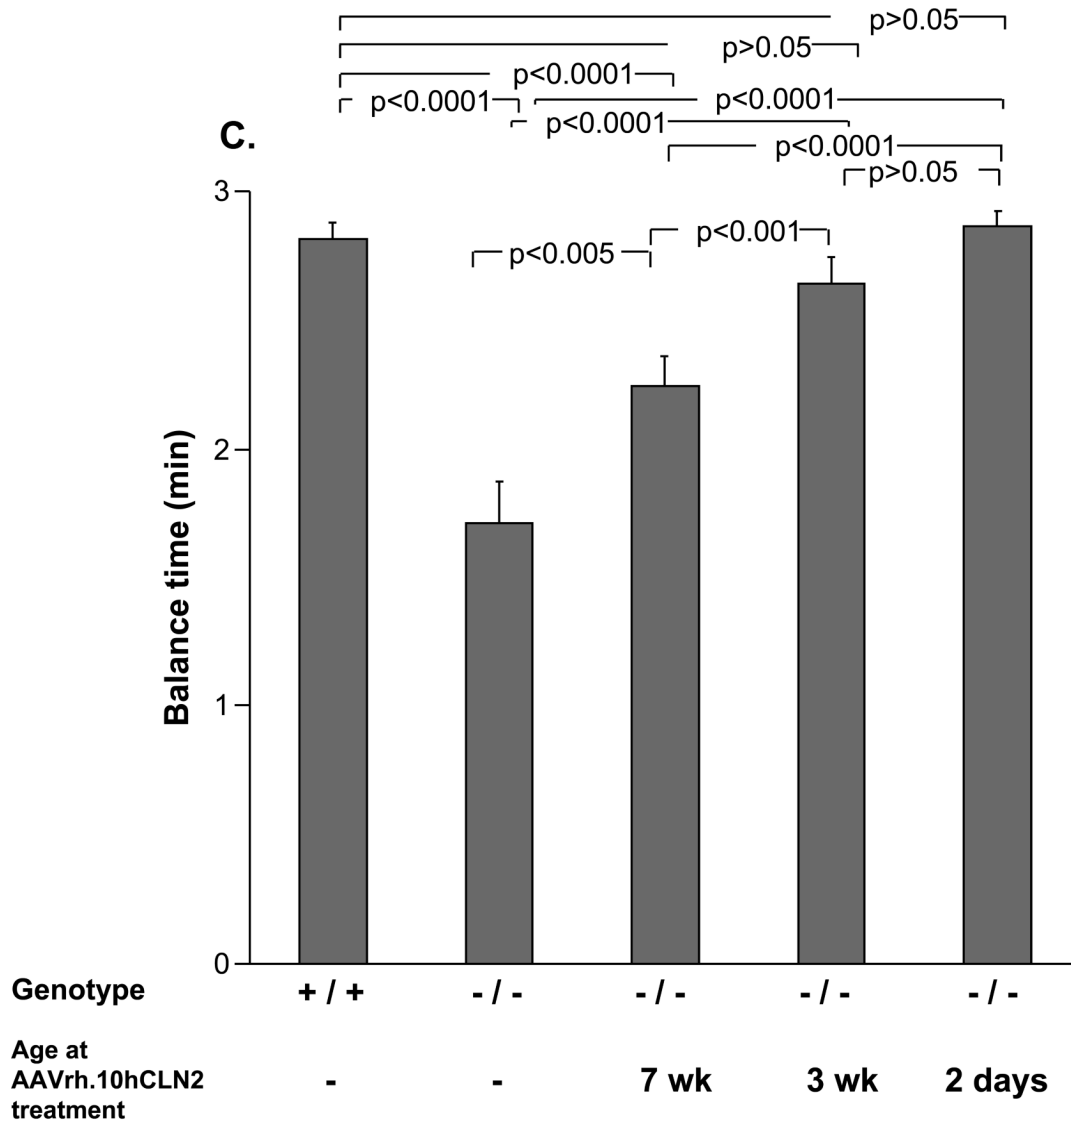 p>0.05
p>0.05
p<0.0001
p<0.0001 p<0.0001
p<0.0001
C.
p<0.0001
p>0.05
3
p<0.001
p<0.005
2
Balance time (min)
1
0
Genotype +/+ -/- -/- -/- -/-
Age at
AAVrh.10hCLN2 - - 7 wk 3 wk 2 days
treatment